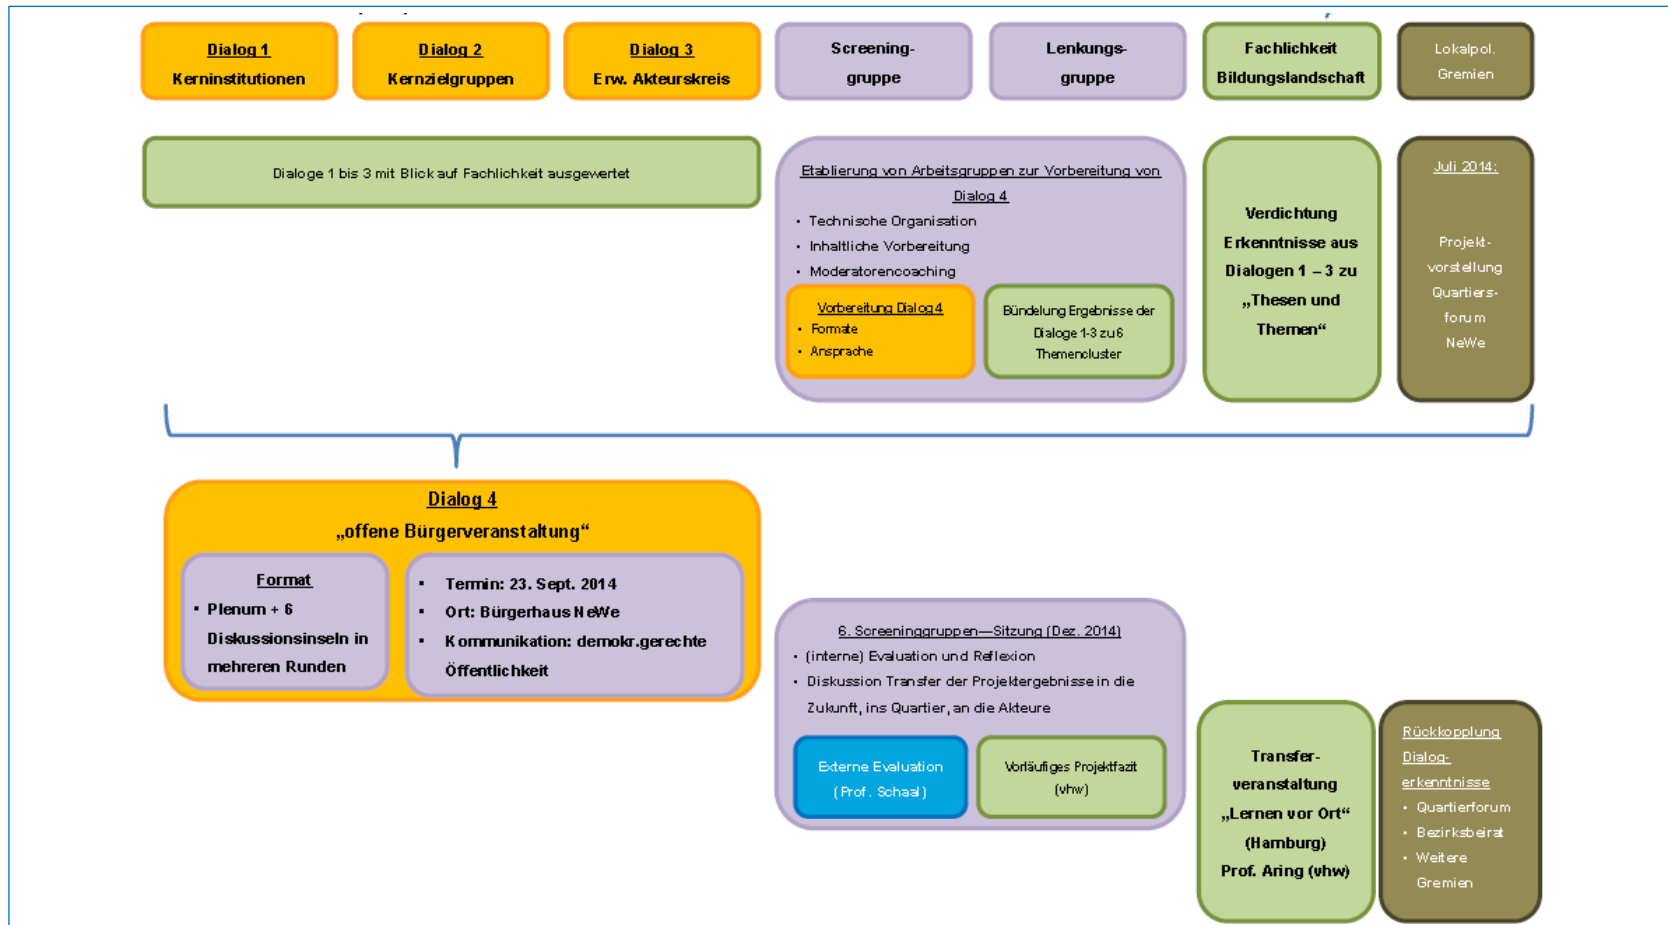 Dialog 1
Kerninstitutionen
Dialog 2
Kernzielgruppen
Dialog 3
Erw. Akteurskreis
Screening-
gruppe
Lenkungs-
gruppe
Fachlichkeit
Bildungslandschaft
Lokalpol.
Gremien
Dialoge 1 bis 3 mit Blick auf Fachlichkeit ausgewertet
Etablierung von Arbeitsgruppen zur Vorbereitung von
Dialog 4
• Technische Organisation
• Inhaltliche Vorbereitung
• Moderatorencoaching
Vorbereitung Dialog 4
• Formate
• Ansprache
Bündelung Ergebnisse der
Dialoge 1-3 zu 6
Themencluster
Verdichtung
Erkenntnisse aus
Dialogen 1 – 3 zu
„Thesen und
Themen“
Juli 2014:
Projekt-
vorstellung
Quartiers-
forum
NeWe
Dialog 4
„offene Bürgerveranstaltung“
Format
• Plenum + 6
Diskussionsinseln in
mehreren Runden
▪ Termin: 23. Sept. 2014
▪ Ort: Bürgerhaus NeWe
▪ Kommunikation: demokr.gerechte
Öffentlichkeit
6. Screeninggruppen—Sitzung (Dez. 2014)
• (interne) Evaluation und Reflexion
• Diskussion Transfer der Projektergebnisse in die
Zukunft, ins Quartier, an die Akteure
Externe Evaluation
(Prof. Schaal)
Vorläufiges Projektfazit
(vhw)
Transfer-
veranstaltung
„Lernen vor Ort“
(Hamburg)
Prof. Aring (vhw)
Rückkopplung
Dialog-
erkenntnisse
• Quartierforum
• Bezirksbeirat
• Weitere
Gremien